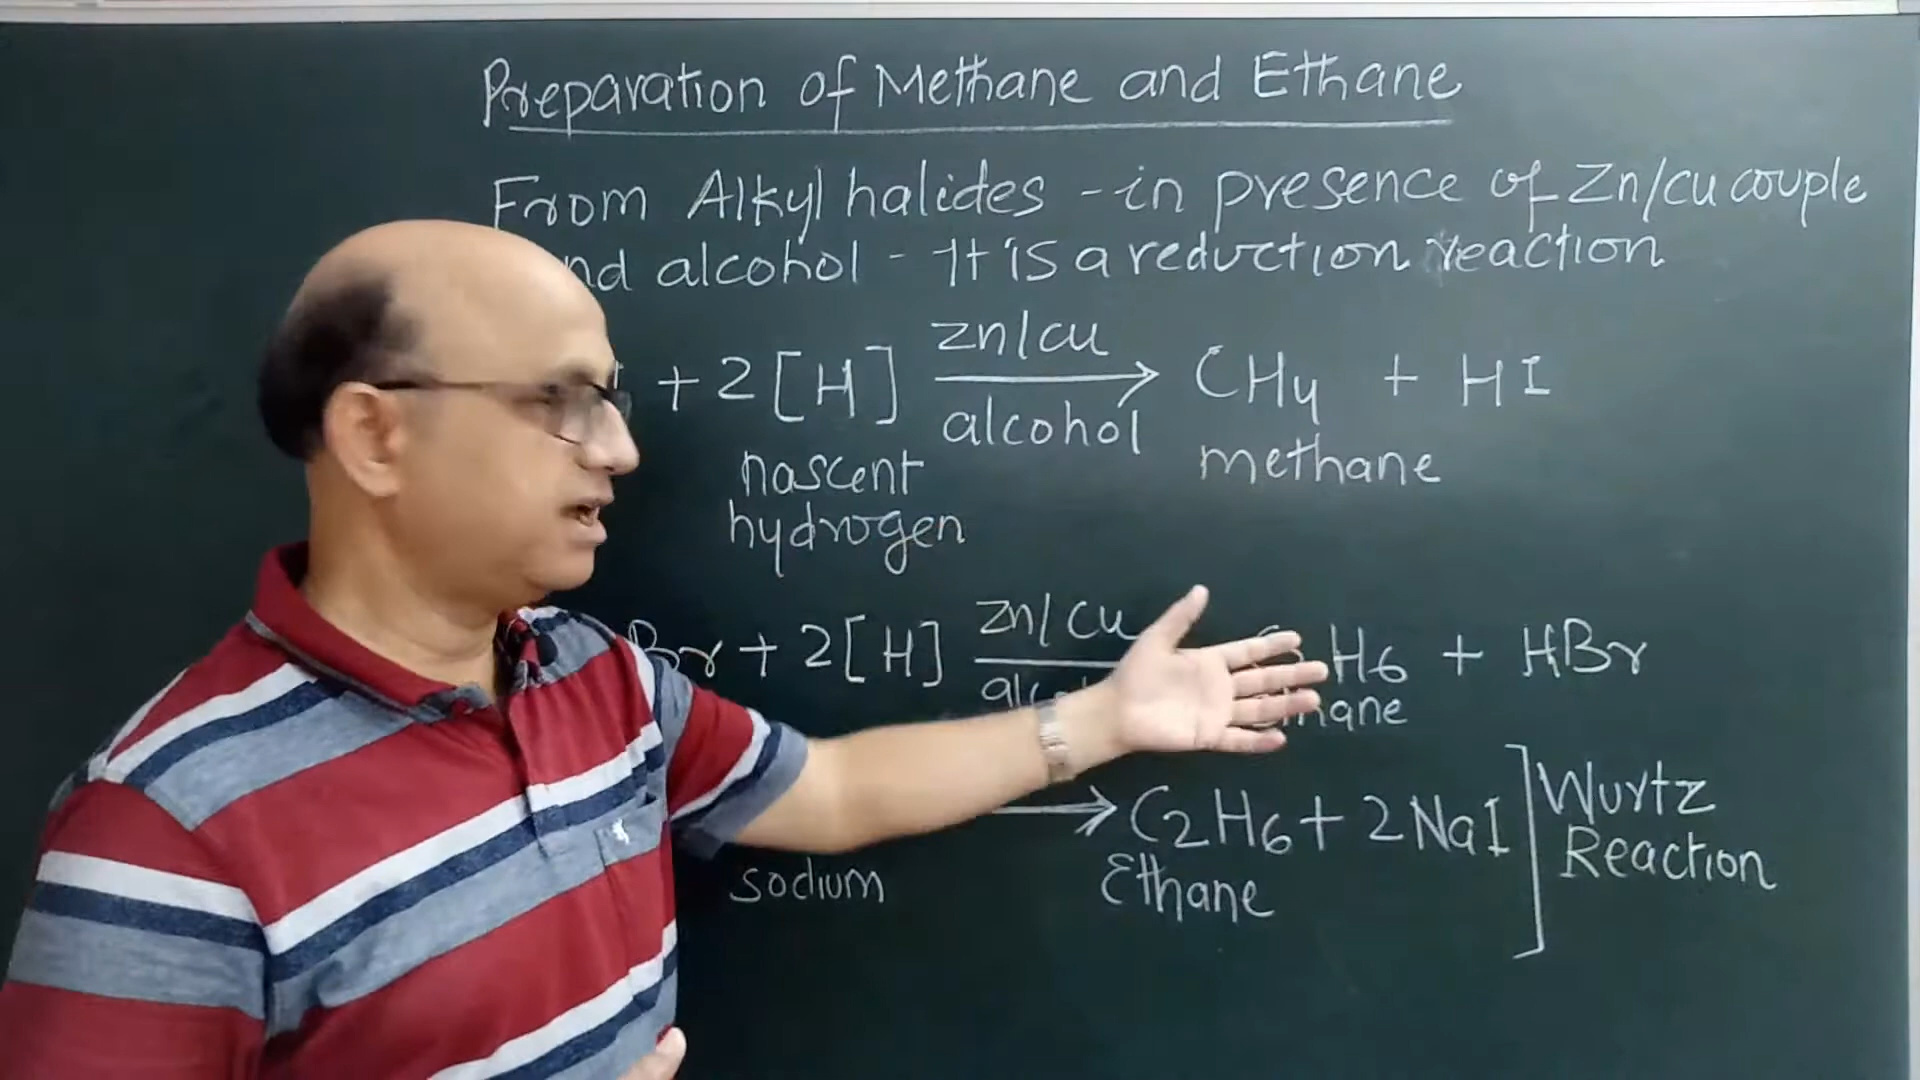 Preparation of Methane and Ethane
From Alkyl halides - in presence of Zn/cu couple
nd alcohol - It is a reduction reaction
zn/cu
+ 2 [H] → CH4 + HI
alcohol
nascent methane
hydrogen
Zn/Cu
Br + 2 [H] H6 + HBr
hane
→ C2H6 + 2NaI] Wurtz
Reaction
sodium Ethane